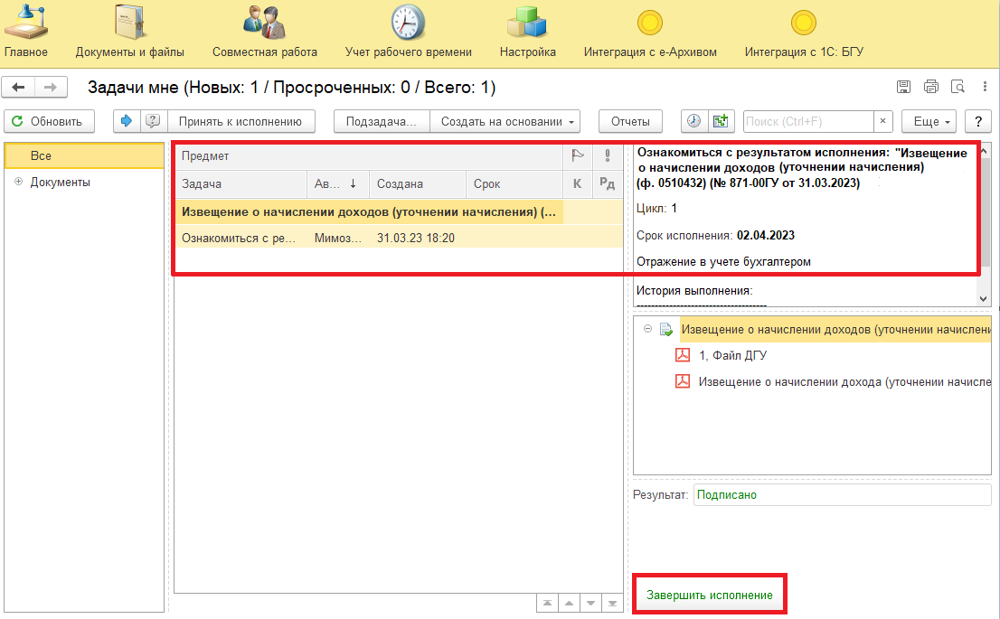 Главное
Документы и файлы
Совместная работа
Учет рабочего времени
Настройка
Интеграция с е-Архивом
Интеграция с 1С: БГУ
Задачи мне (Новых: 1 / Просроченных: 0 / Всего: 1)
Обновить
Принять к исполнению
Подзадача...
Создать на основании
Отчеты
Поиск (Ctrl+F)
×
Еще
?
Все
Документы
Предмет
Задача
Ав... ↓
Создана
Срок
К
Рд
Извещение о начислении доходов (уточнении начисления) (...
Ознакомиться с ре...
Мимоз...
31.03.23 18:20
Ознакомиться с результатом исполнения: "Извещение
о начислении доходов (уточнении начисления)
(ф. 0510432) (№ 871-00ГУ от 31.03.2023)
Цикл: 1
Срок исполнения: 02.04.2023
Отражение в учете бухгалтером
История выполнения:
------------------------------------
Извещение о начислении доходов (уточнении начислени
1, Файл ДГУ
Извещение о начислении дохода (уточнении начисле
Результат: Подписано
Завершить исполнение